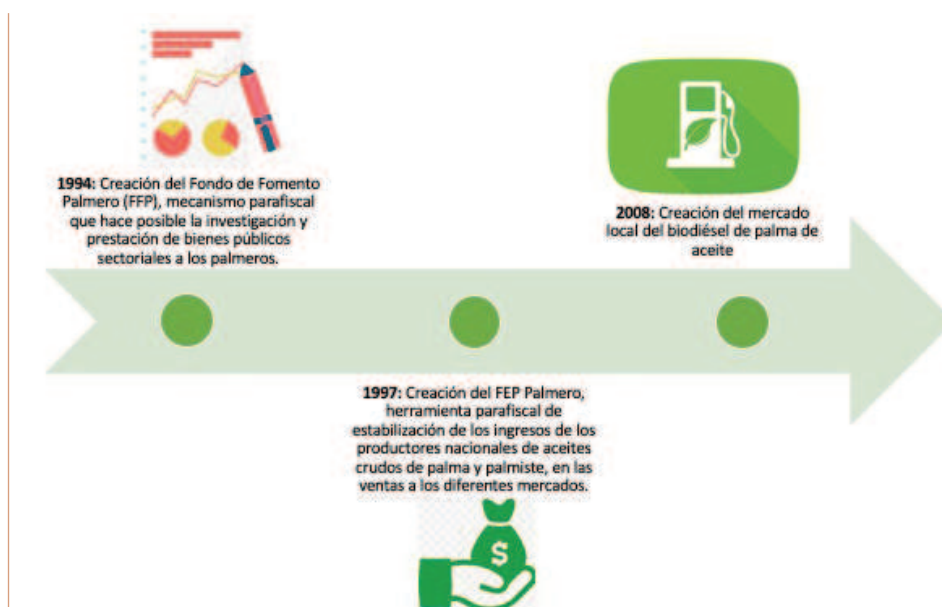 1994: Creación del Fondo de Fomento
Palmero (FFP), mecanismo parafiscal
que hace posible la investigación y
prestación de bienes públicos
sectoriales a los palmeros.
2008: Creación del mercado
local del biodiésel de palma de
aceite
1997: Creación del FEP Palmero,
herramienta parafiscal de
estabilización de los ingresos de los
productores nacionales de aceites
crudos de palma y palmiste, en las
ventas a los diferentes mercados.
$